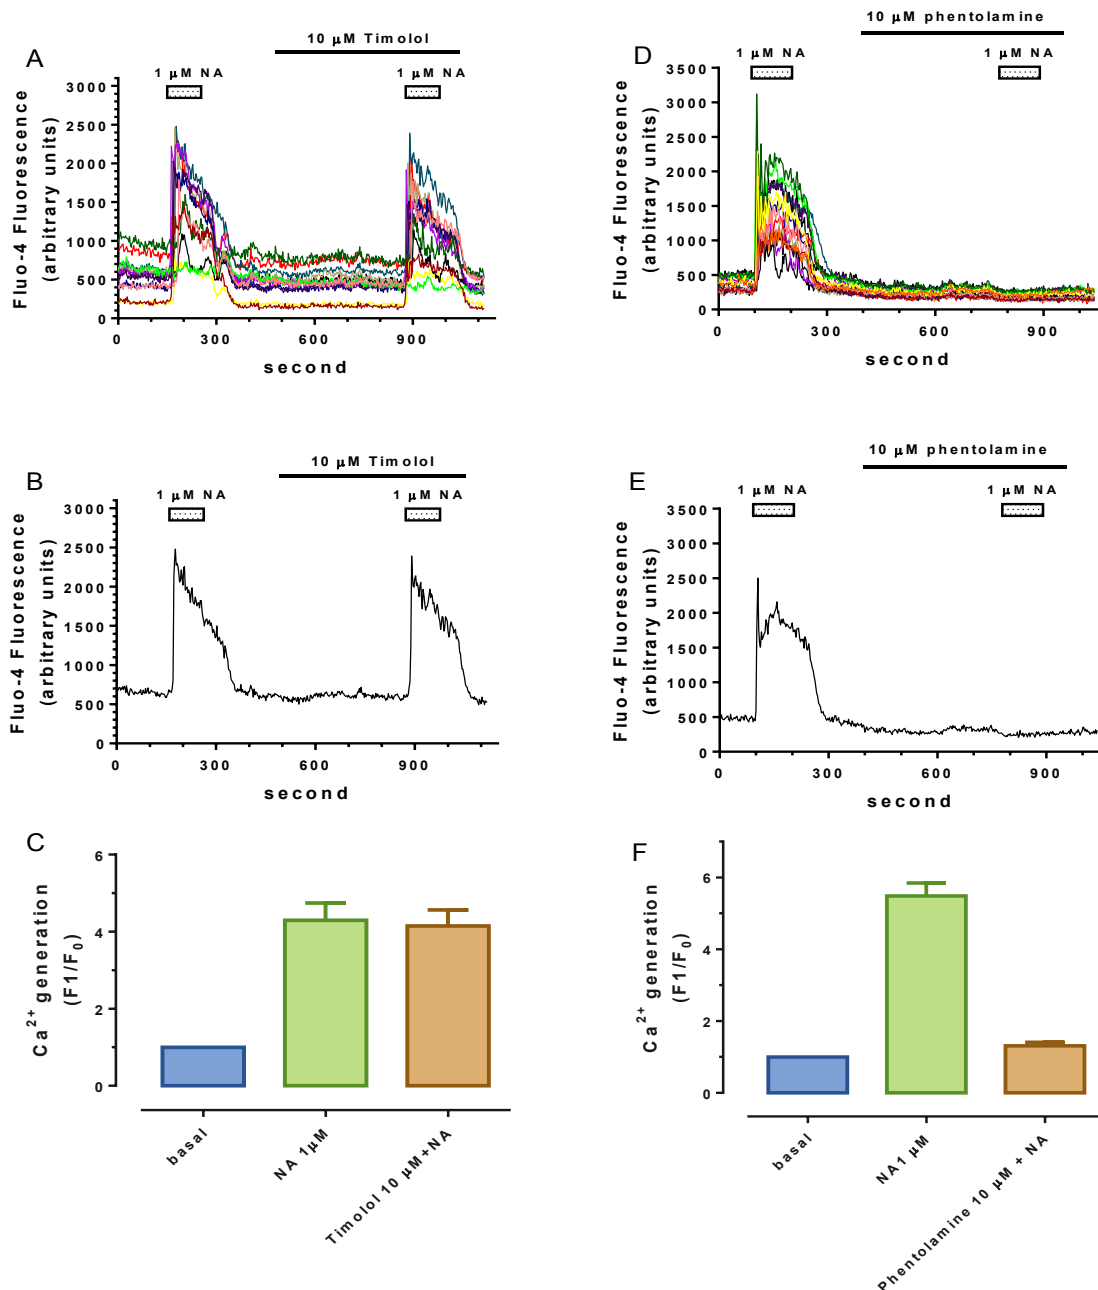 A
10 μM Timolol
1 μM NA
1 μM NA
Fluo-4 Fluorescence
(arbitrary units)
3000
2500
2000
1500
1000
500
0
0
300
600
900
second
D
10 μM phentolamine
1 μM NA
1 μM NA
Fluo-4 Fluorescence
(arbitrary units)
3500
3000
2500
2000
1500
1000
500
0
0
300
600
900
second
B
10 μM Timolol
1 μM NA
1 μM NA
Fluo-4 Fluorescence
(arbitrary units)
3000
2500
2000
1500
1000
500
0
0
300
600
900
second
E
10 μM phentolamine
1 μM NA
1 μM NA
Fluo-4 Fluorescence
(arbitrary units)
3500
3000
2500
2000
1500
1000
500
0
0
300
600
900
second
C
Ca²⁺ generation
(F1/F₀)
6
4
2
0
basal
NA 1μM
Timolol 10 μM+NA
F
Ca²⁺ generation
(F1/F₀)
6
4
2
0
basal
NA1 μM
Phentolamine 10 μM + NA